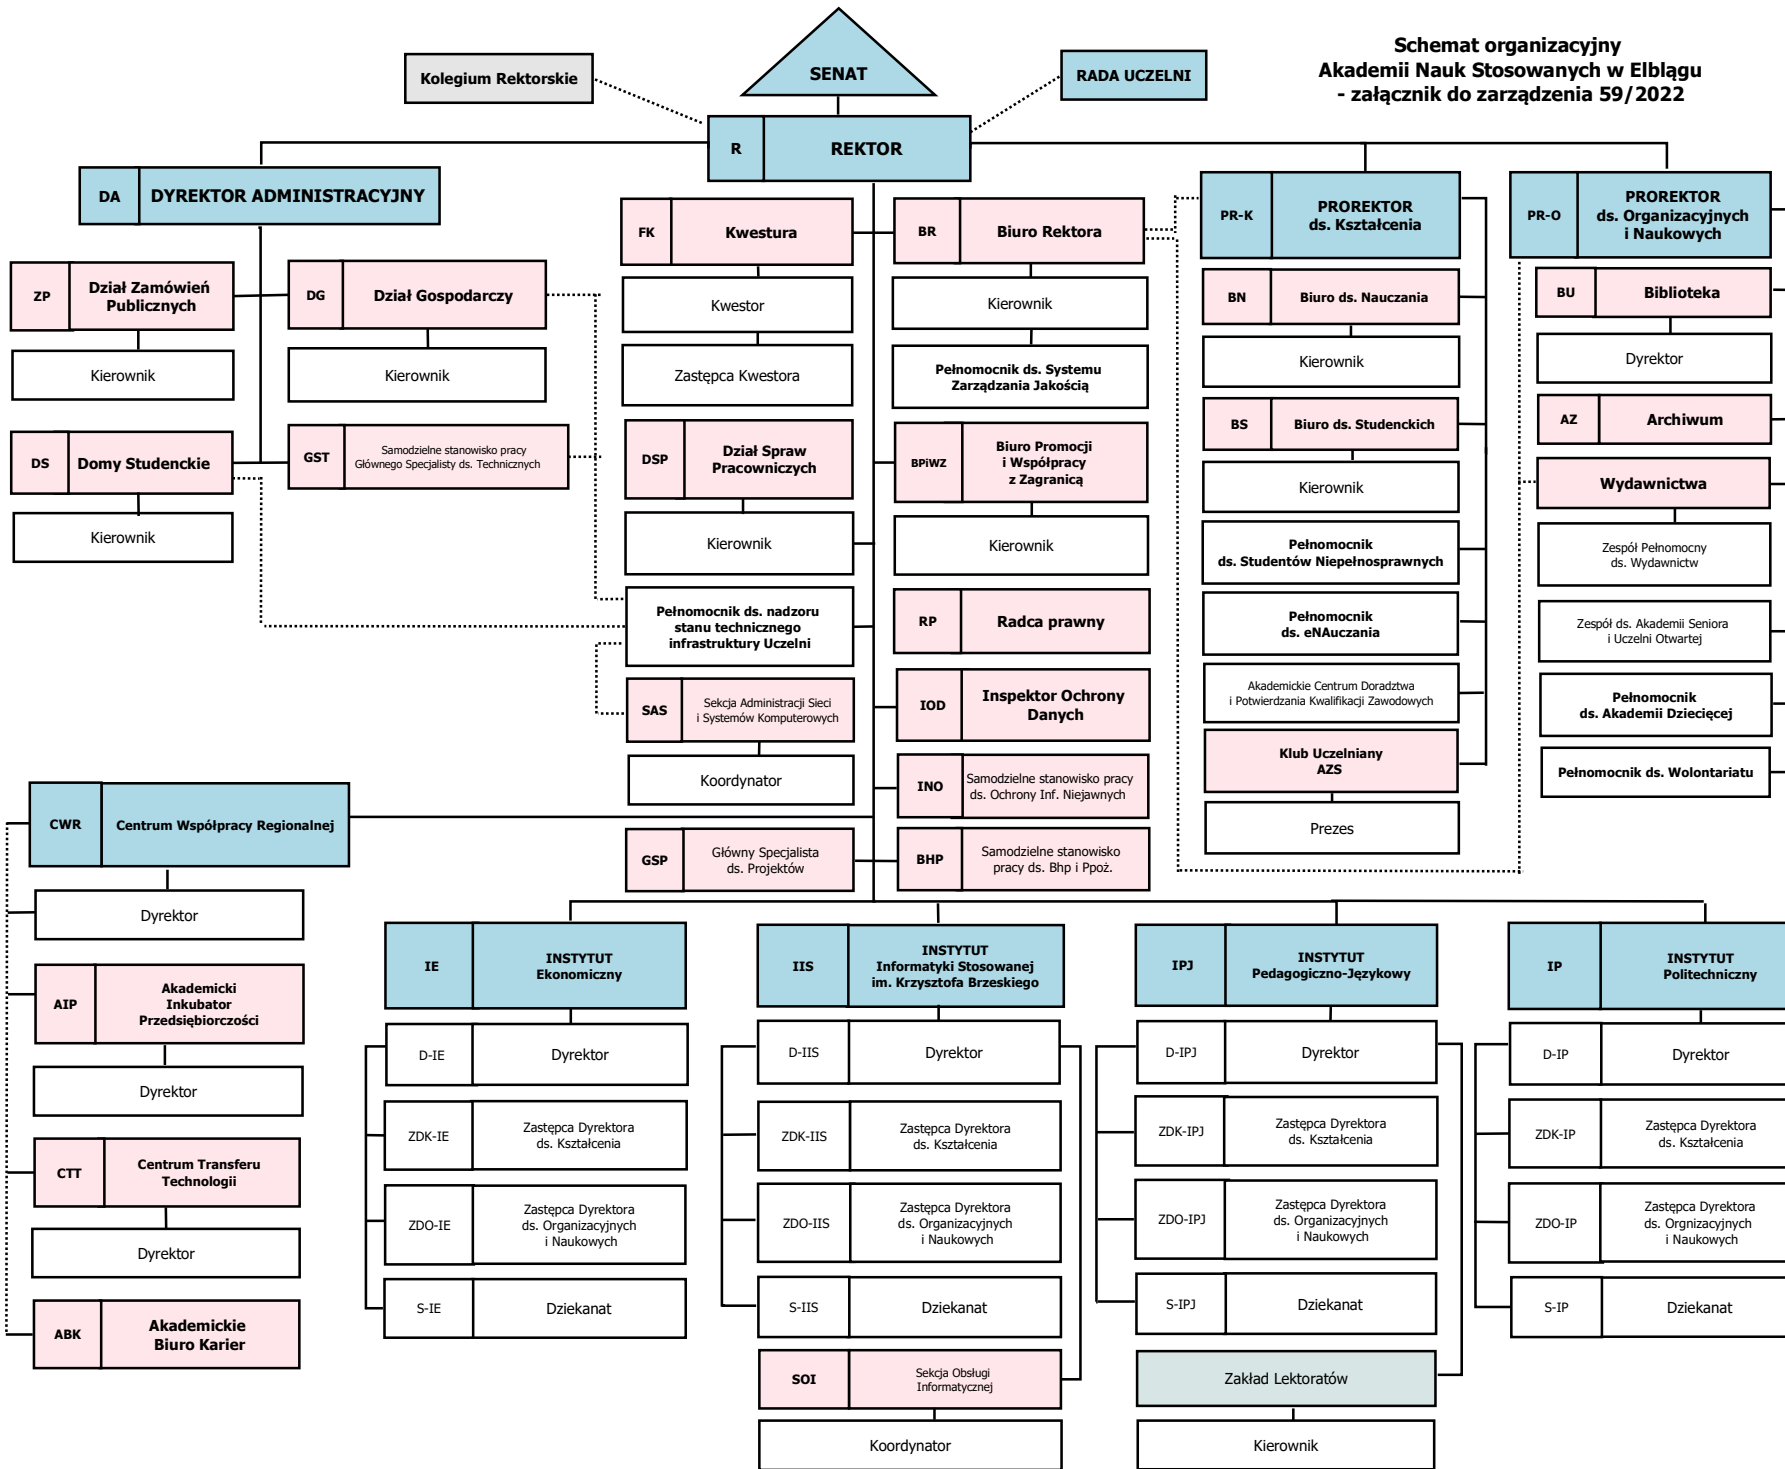 Schemat organizacyjny
Akademii Nauk Stosowanych w Elblągu
- załącznik do zarządzenia 59/2022
Kolegium Rektorskie
SENAT
RADA UCZELNI
R
REKTOR
DA
DYREKTOR ADMINISTRACYJNY
ZP
Dział Zamówień
Publicznych
Kierownik
DG
Dział Gospodarczy
Kierownik
DS
Domy Studenckie
Kierownik
GST
Samodzielne stanowisko pracy
Głównego Specjalisty ds. Technicznych
FK
Kwestura
Kwestor
Zastępca Kwestora
DSP
Dział Spraw
Pracowniczych
Kierownik
Pełnomocnik ds. nadzoru
stanu technicznego
infrastruktury Uczelni
SAS
Sekcja Administracji Sieci
i Systemów Komputerowych
Koordynator
GSP
Główny Specjalista
ds. Projektów
BR
Biuro Rektora
Kierownik
Pełnomocnik ds. Systemu
Zarządzania Jakością
BPiWZ
Biuro Promocji
i Współpracy
z Zagranicą
Kierownik
RP
Radca prawny
IOD
Inspektor Ochrony
Danych
INO
Samodzielne stanowisko pracy
ds. Ochrony Inf. Niejawnych
BHP
Samodzielne stanowisko
pracy ds. Bhp i Ppoż.
PR-K
PROREKTOR
ds. Kształcenia
BN
Biuro ds. Nauczania
Kierownik
BS
Biuro ds. Studenckich
Kierownik
Pełnomocnik
ds. Studentów Niepełnosprawnych
Pełnomocnik
ds. eNAuczania
Akademickie Centrum Doradztwa
i Potwierdzania Kwalifikacji Zawodowych
Klub Uczelniany
AZS
Prezes
PR-O
PROREKTOR
ds. Organizacyjnych
i Naukowych
BU
Biblioteka
Dyrektor
AZ
Archiwum
Wydawnictwa
Zespół Pełnomocny
ds. Wydawnictw
Zespół ds. Akademii Seniora
i Uczelni Otwartej
Pełnomocnik
ds. Akademii Dziecięcej
Pełnomocnik ds. Wolontariatu
CWR
Centrum Współpracy Regionalnej
Dyrektor
AIP
Akademicki
Inkubator
Przedsiębiorczości
Dyrektor
CTT
Centrum Transferu
Technologii
Dyrektor
ABK
Akademickie
Biuro Karier
IE
INSTYTUT
Ekonomiczny
D-IE
Dyrektor
ZDK-IE
Zastępca Dyrektora
ds. Kształcenia
ZDO-IE
Zastępca Dyrektora
ds. Organizacyjnych
i Naukowych
S-IE
Dziekanat
IIS
INSTYTUT
Informatyki Stosowanej
im. Krzysztofa Brzeskiego
D-IIS
Dyrektor
ZDK-IIS
Zastępca Dyrektora
ds. Kształcenia
ZDO-IIS
Zastępca Dyrektora
ds. Organizacyjnych
i Naukowych
S-IIS
Dziekanat
SOI
Sekcja Obsługi
Informatycznej
Koordynator
IPJ
INSTYTUT
Pedagogiczno-Językowy
D-IPJ
Dyrektor
ZDK-IPJ
Zastępca Dyrektora
ds. Kształcenia
ZDO-IPJ
Zastępca Dyrektora
ds. Organizacyjnych
i Naukowych
S-IPJ
Dziekanat
Zakład Lektoratów
Kierownik
IP
INSTYTUT
Politechniczny
D-IP
Dyrektor
ZDK-IP
Zastępca Dyrektora
ds. Kształcenia
ZDO-IP
Zastępca Dyrektora
ds. Orgnizacyjnych
i Naukowych
S-IP
Dziekanat